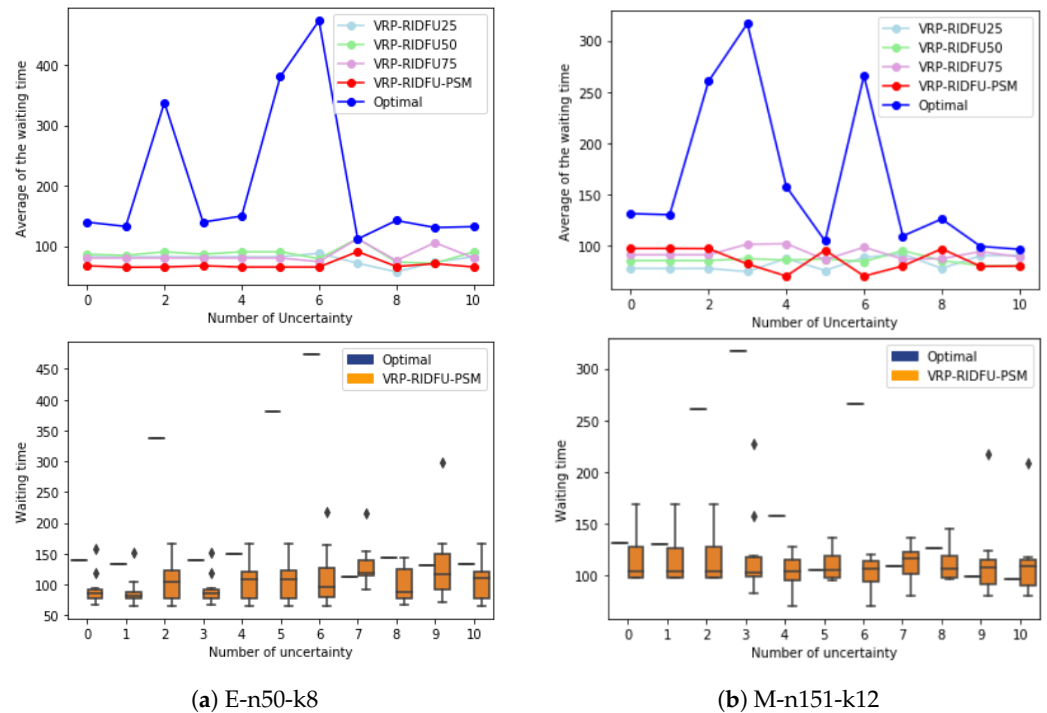 VRP-RIDFU25
VRP-RIDFU50
VRP-RIDFU75
VRP-RIDFU-PSM
Optimal
Average of the waiting time
400
300
200
100
0 2 4 6 8 10
Number of Uncertainty
VRP-RIDFU25
VRP-RIDFU50
VRP-RIDFU75
VRP-RIDFU-PSM
Optimal
Average of the waiting time
300
250
200
150
100
0 2 4 6 8 10
Number of Uncertainty
Optimal
VRP-RIDFU-PSM
Waiting time
450
400
350
300
250
200
150
100
50
0 1 2 3 4 5 6 7 8 9 10
Number of uncertainty
Optimal
VRP-RIDFU-PSM
Waiting time
300
250
200
150
100
0 1 2 3 4 5 6 7 8 9 10
Number of uncertainty
(a) E-n50-k8
(b) M-n151-k12